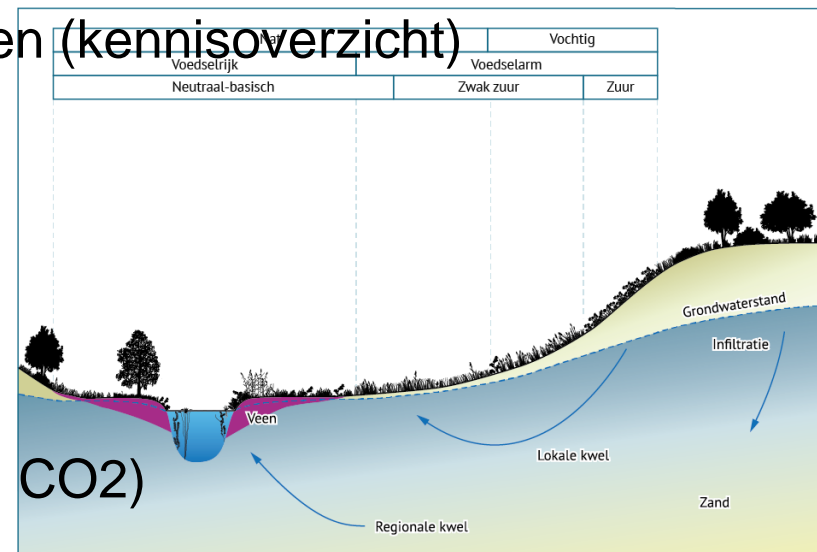 en (kennisoverzicht)
Nat Vochtig
Voedselrijk Voedselarm
Neutraal-basisch Zwak zuur Zuur
Grondwaterstand
Infiltratie
Veen
Lokale kwel
CO2)
Zand
Regionale kwel